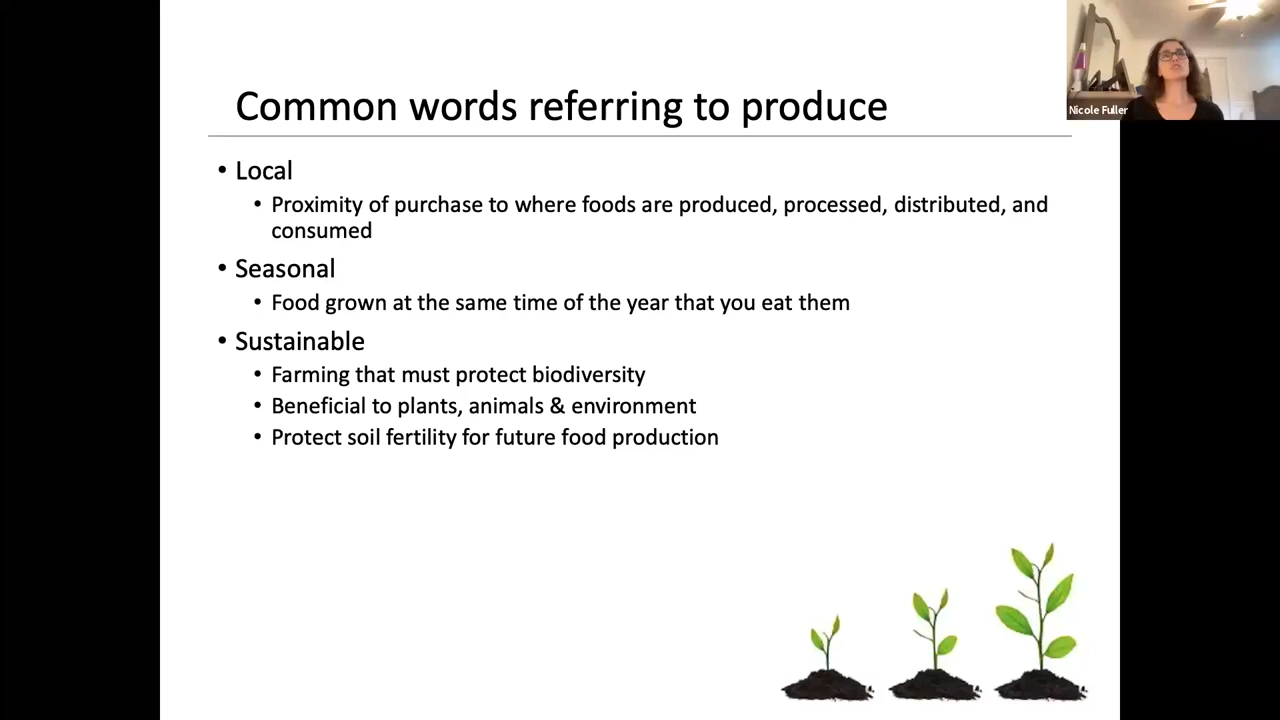 Common words referring to produce
Nicole Fuller
• Local
• Proximity of purchase to where foods are produced, processed, distributed, and
consumed
• Seasonal
• Food grown at the same time of the year that you eat them
• Sustainable
• Farming that must protect biodiversity
• Beneficial to plants, animals & environment
• Protect soil fertility for future food production